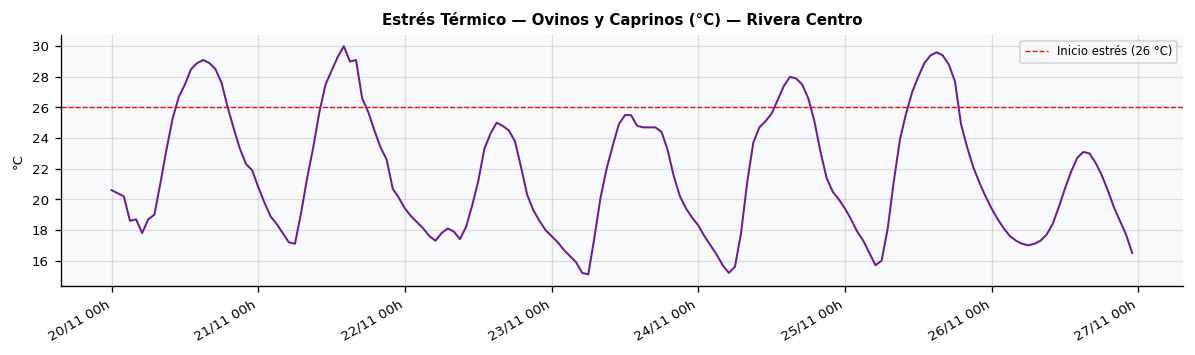 Estrés Térmico — Ovinos y Caprinos (°C) — Rivera Centro
Inicio estrés (26 °C)
°C
30
28
26
24
22
20
18
16
20/11 00h
21/11 00h
22/11 00h
23/11 00h
24/11 00h
25/11 00h
26/11 00h
27/11 00h